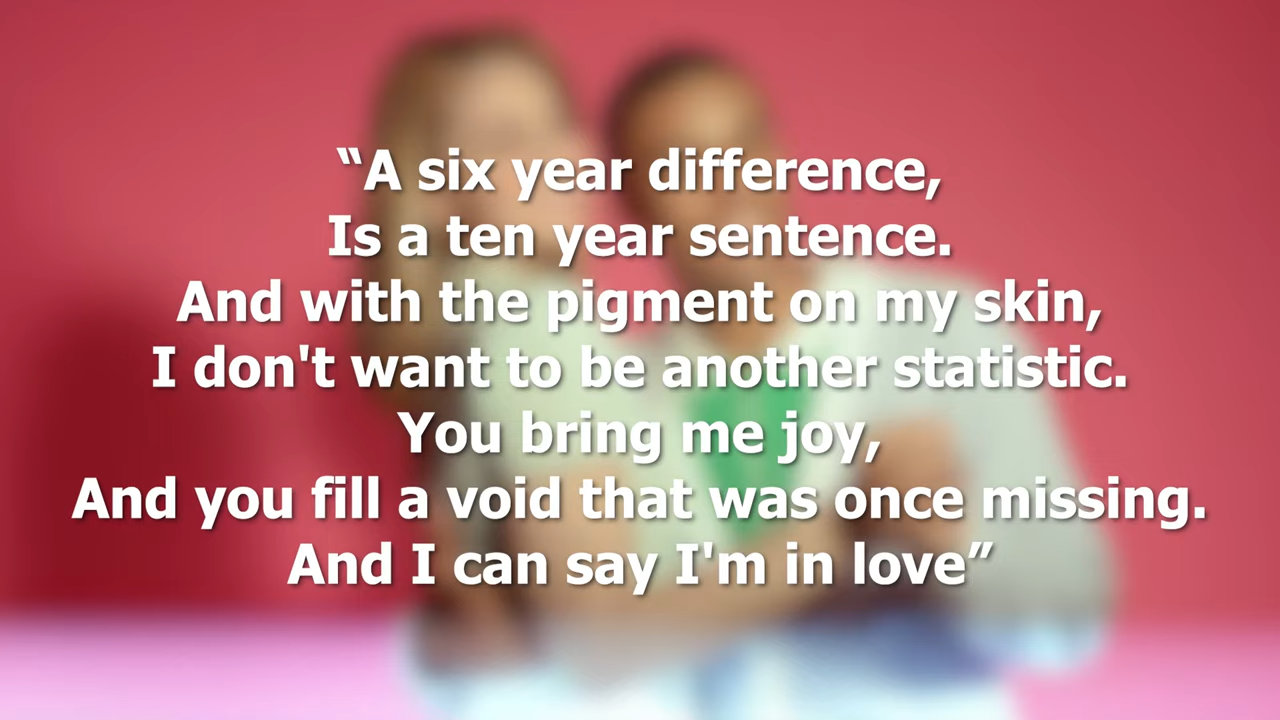 “A six year difference,
Is a ten year sentence.
And with the pigment on my skin,
I don't want to be another statistic.
You bring me joy,
And you fill a void that was once missing.
And I can say I'm in love”